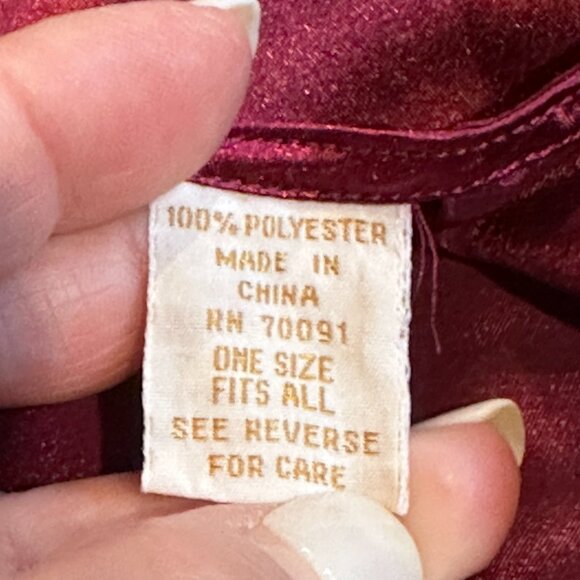 100% POLYESTER
MADE IN
CHINA
RN 70091
ONE SIZE
FITS ALL
SEE REVERSE
FOR CARE